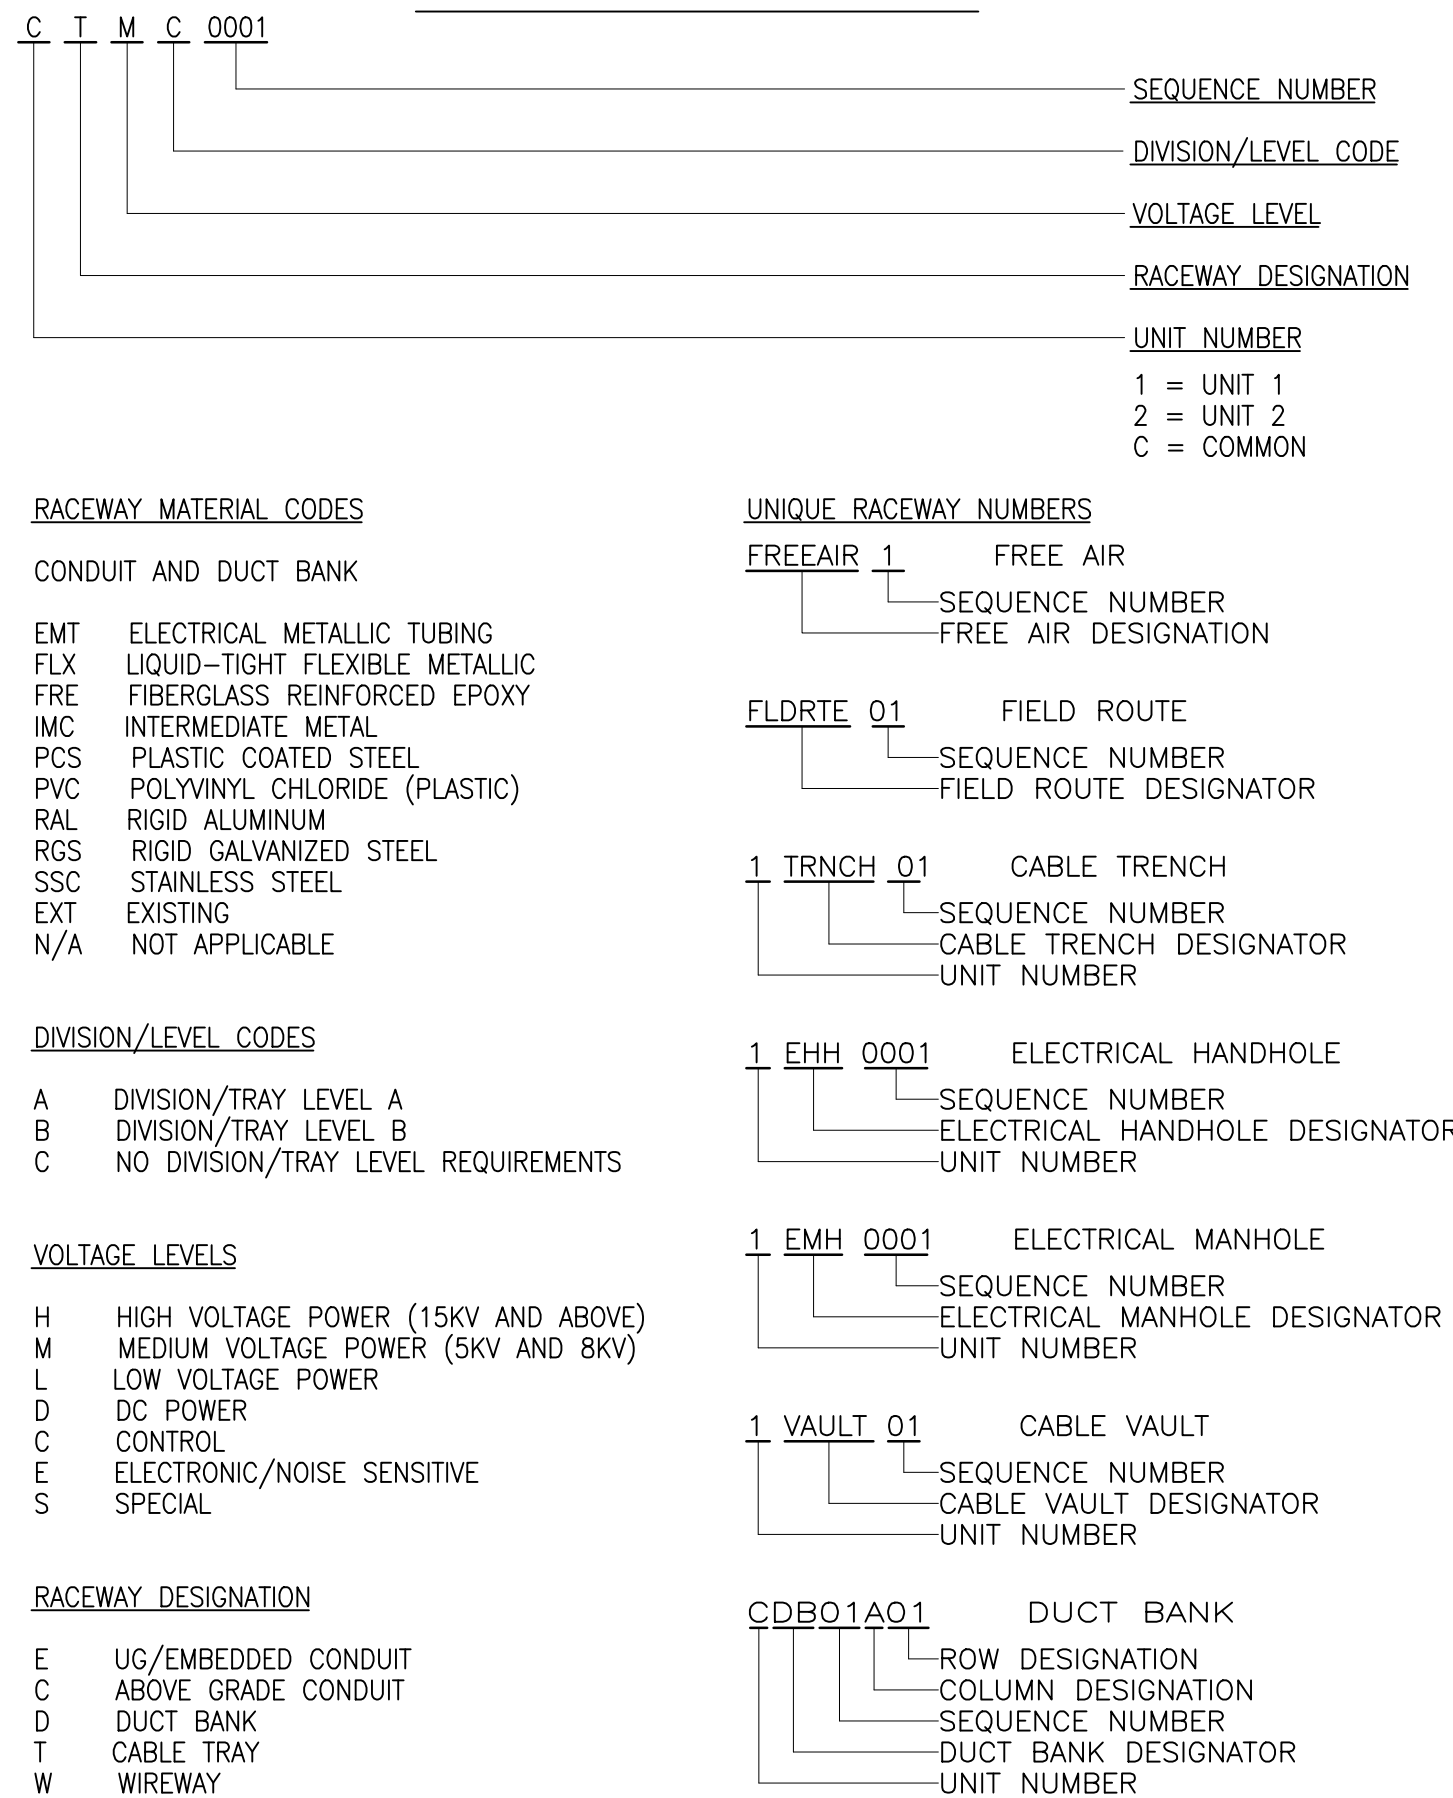 C T M C 0001
SEQUENCE NUMBER
DIVISION/LEVEL CODE
VOLTAGE LEVEL
RACEWAY DESIGNATION
UNIT NUMBER
1 = UNIT 1
2 = UNIT 2
C = COMMON
RACEWAY MATERIAL CODES
CONDUIT AND DUCT BANK
EMT ELECTRICAL METALLIC TUBING
FLX LIQUID-TIGHT FLEXIBLE METALLIC
FRE FIBERGLASS REINFORCED EPOXY
IMC INTERMEDIATE METAL
PCS PLASTIC COATED STEEL
PVC POLYVINYL CHLORIDE (PLASTIC)
RAL RIGID ALUMINUM
RGS RIGID GALVANIZED STEEL
SSC STAINLESS STEEL
EXT EXISTING
N/A NOT APPLICABLE
DIVISION/LEVEL CODES
A DIVISION/TRAY LEVEL A
B DIVISION/TRAY LEVEL B
C NO DIVISION/TRAY LEVEL REQUIREMENTS
VOLTAGE LEVELS
H HIGH VOLTAGE POWER (15KV AND ABOVE)
M MEDIUM VOLTAGE POWER (5KV AND 8KV)
L LOW VOLTAGE POWER
D DC POWER
C CONTROL
E ELECTRONIC/NOISE SENSITIVE
S SPECIAL
RACEWAY DESIGNATION
E UG/EMBEDDED CONDUIT
C ABOVE GRADE CONDUIT
D DUCT BANK
T CABLE TRAY
W WIREWAY
UNIQUE RACEWAY NUMBERS
FREEAIR 1 FREE AIR
SEQUENCE NUMBER
FREE AIR DESIGNATION
FLDRTE 01 FIELD ROUTE
SEQUENCE NUMBER
FIELD ROUTE DESIGNATOR
1 TRNCH 01 CABLE TRENCH
SEQUENCE NUMBER
CABLE TRENCH DESIGNATOR
UNIT NUMBER
1 EHH 0001 ELECTRICAL HANDHOLE
SEQUENCE NUMBER
ELECTRICAL HANDHOLE DESIGNATOR
UNIT NUMBER
1 EMH 0001 ELECTRICAL MANHOLE
SEQUENCE NUMBER
ELECTRICAL MANHOLE DESIGNATOR
UNIT NUMBER
1 VAULT 01 CABLE VAULT
SEQUENCE NUMBER
CABLE VAULT DESIGNATOR
UNIT NUMBER
CDB01A01 DUCT BANK
ROW DESIGNATION
COLUMN DESIGNATION
SEQUENCE NUMBER
DUCT BANK DESIGNATOR
UNIT NUMBER